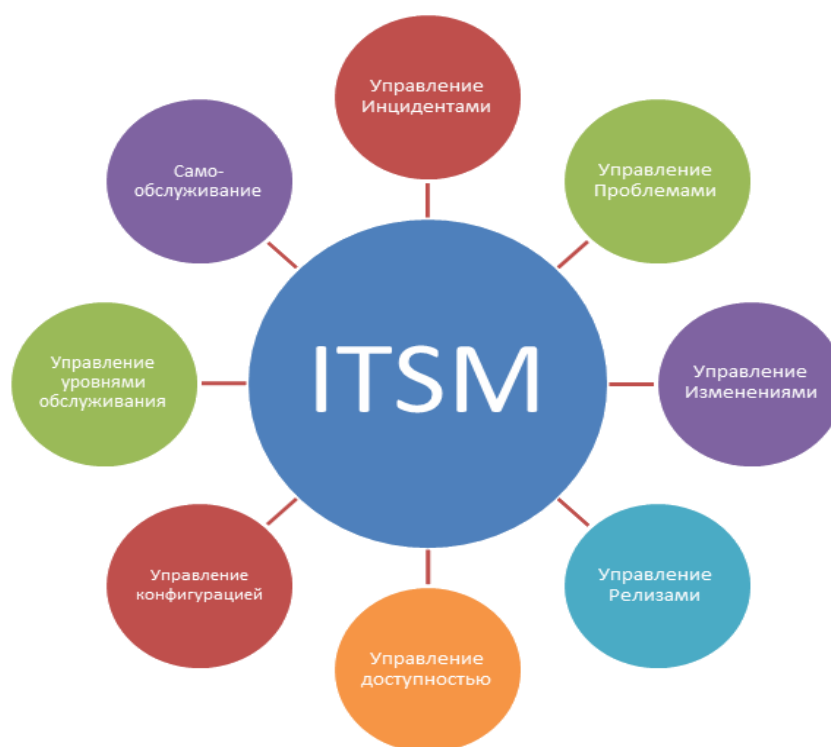 Управление
Инцидентами
Само-
обслуживание
Управление
Проблемами
Управление
уровнями
обслуживания
ITSM
Управление
Изменениями
Управление
конфигурацией
Управление
Релизами
Управление
доступностью